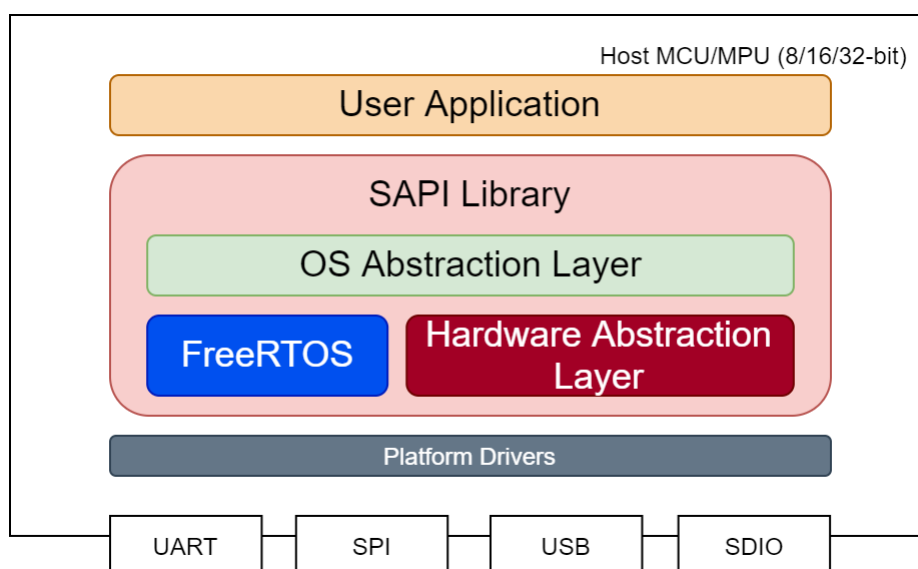 Host MCU/MPU (8/16/32-bit)
User Application
SAPI Library
OS Abstraction Layer
FreeRTOS
Hardware Abstraction
Layer
Platform Drivers
UART
SPI
USB
SDIO